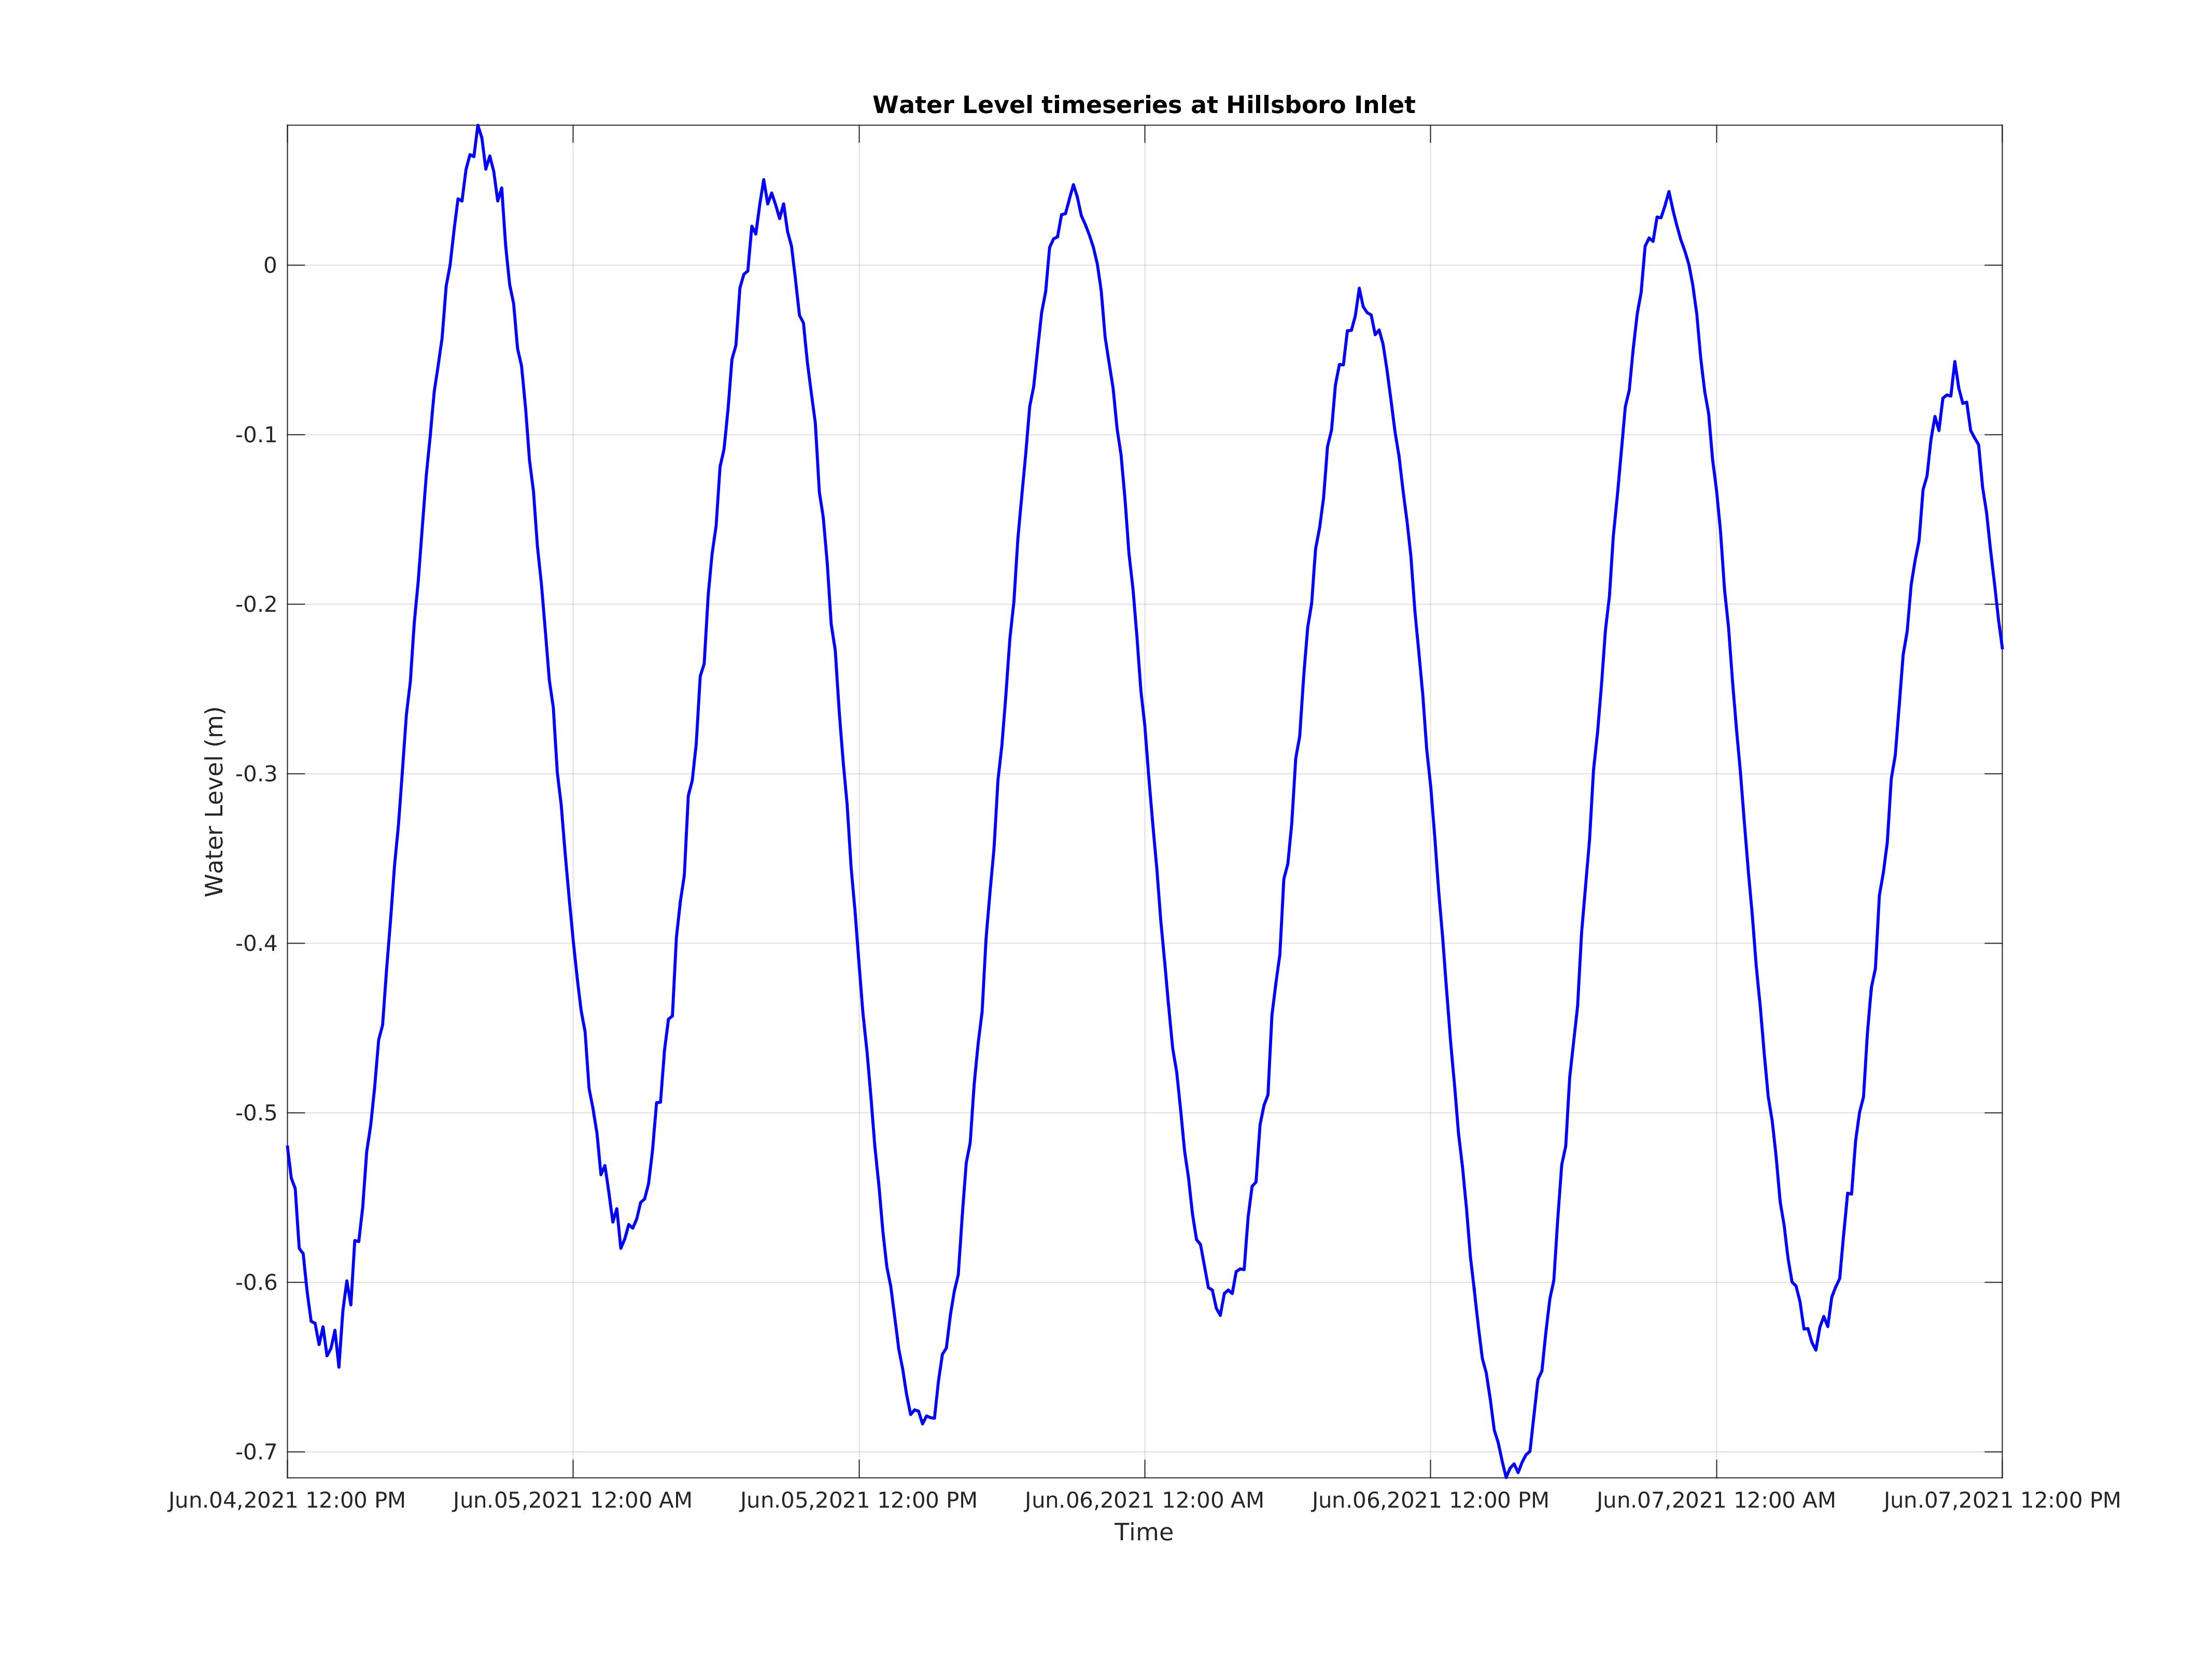 Water Level timeseries at Hillsboro Inlet
0
-0.1
-0.2
-0.3
-0.4
-0.5
-0.6
-0.7
Water Level (m)
Jun.04,2021 12:00 PM Jun.05,2021 12:00 AM Jun.05,2021 12:00 PM Jun.06,2021 12:00 AM Jun.06,2021 12:00 PM Jun.07,2021 12:00 AM Jun.07,2021 12:00 PM
Time